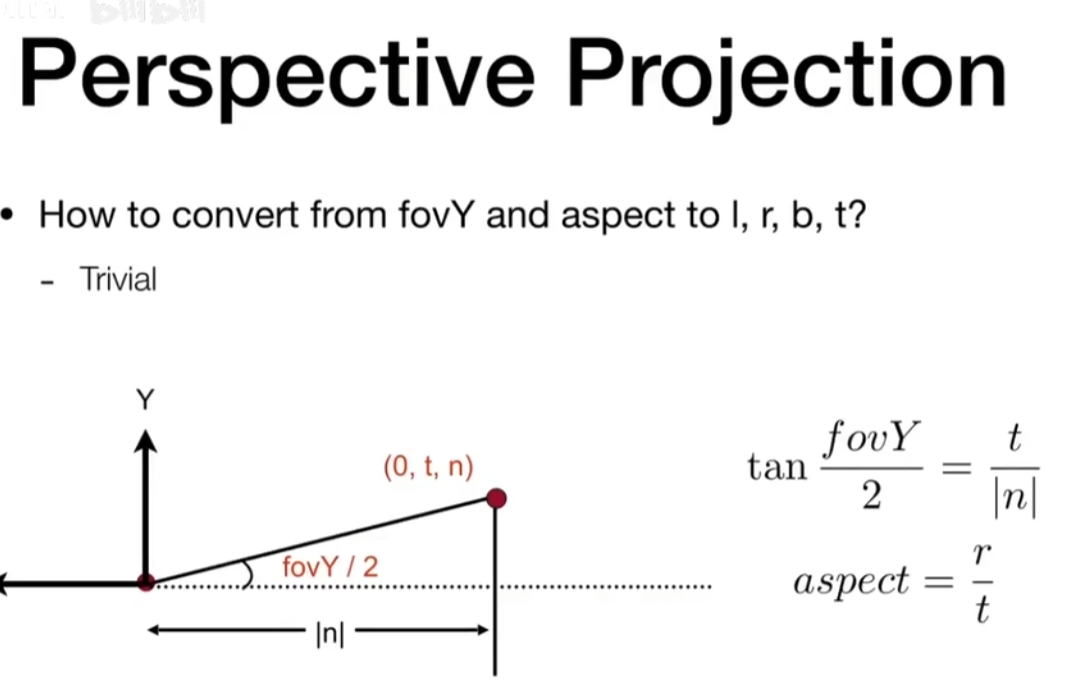 Perspective Projection
• How to convert from fovY and aspect to l, r, b, t?
- Trivial
Y
(0, t, n)
fovY / 2
|n|
tan fovY/2 = t/|n|
aspect = r/t